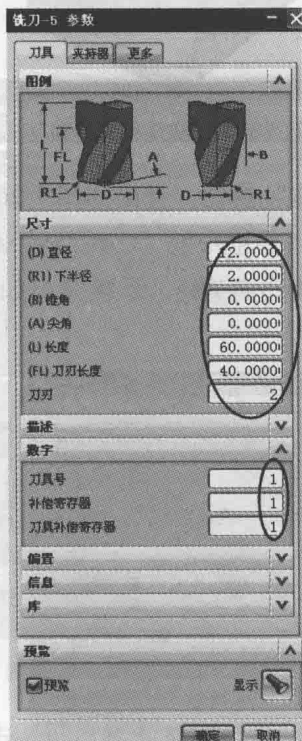 铣刀-5 参数
刀具 夹持器 更多
图例
L
FL
A
B
R1
D
D
R1
尺寸
(D) 直径 12.0000
(R1) 下半径 2.0000
(B) 锥角 0.0000
(A) 尖角 0.0000
(L) 长度 60.0000
(FL) 刀刃长度 40.0000
刀刃 2
描述
数字
刀具号 1
补偿寄存器 1
刀具补偿寄存器 1
偏置
信息
库
预览
预览 显示
确定 取消